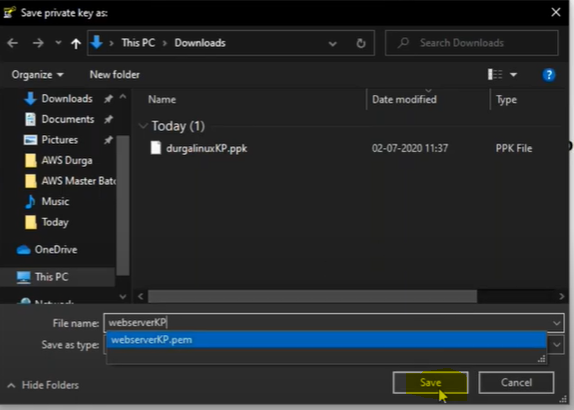 Save private key as:
This PC > Downloads
Search Downloads
Organize
New folder
Name
Date modified
Type
Downloads
Documents
Pictures
AWS Durga
AWS Master Batc
Music
Today
OneDrive
This PC
Network
Today (1)
durgalinuxKP.ppk
02-07-2020 11:37
PPK File
File name:
webserverKP
webserverKP.pem
Save as type:
Hide Folders
Save
Cancel